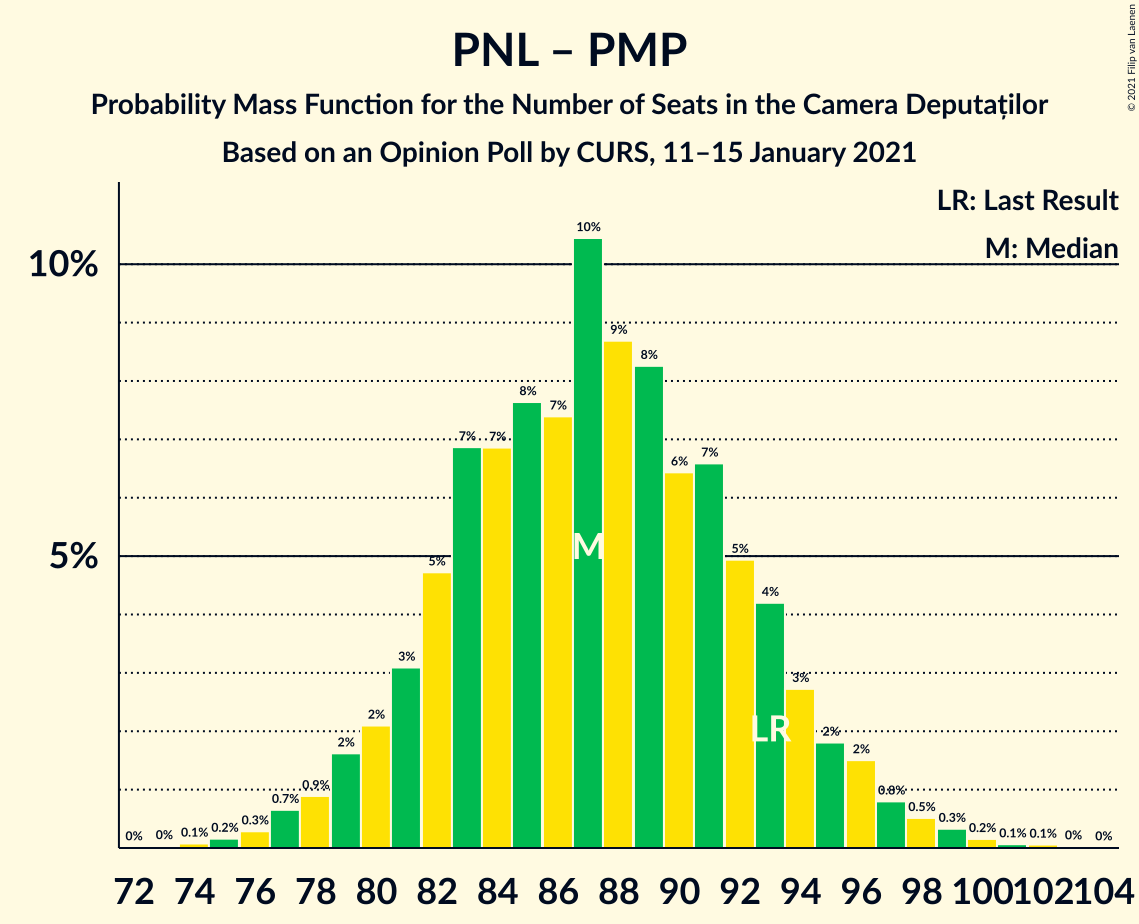 PNL – PMP
Probability Mass Function for the Number of Seats in the Camera Deputaților
Based on an Opinion Poll by CURS, 11–15 January 2021
© 2021 Filip van Laenen
LR: Last Result
M: Median
10%
5%
0% 0% 0.1% 0.2% 0.3% 0.7% 0.9% 2% 2% 3% 5% 7% 7% 8% 7% 10% 9% 8% 6% 7% 5% 4% 3% 2% 2% 0.8% 0.5% 0.3% 0.2% 0.1% 0.1% 0% 0%
M
LR
72 74 76 78 80 82 84 86 88 90 92 94 96 98 100 102 104